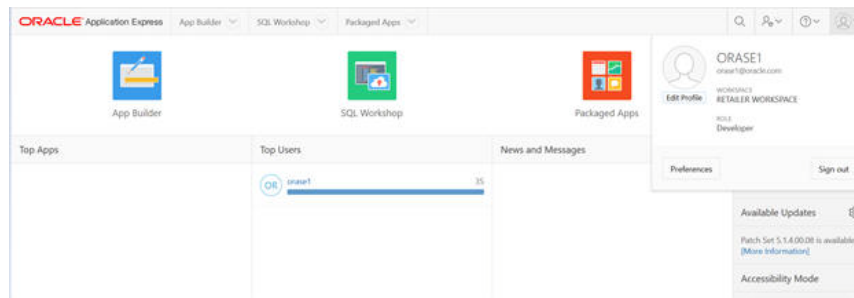 ORACLE Application Express App Builder SQL Workshop Packaged Apps
ORASE1
orase1@oracle.com
Edit Profile
WORKSPACE
RETAILER WORKSPACE
ROLE
Developer
Preferences
Sign out
App Builder
SQL Workshop
Packaged Apps
Top Apps
Top Users
News and Messages
OR
orase1
35
Available Updates
Patch Set 5.1.4.00.08 is available
[More Information]
Accessibility Mode